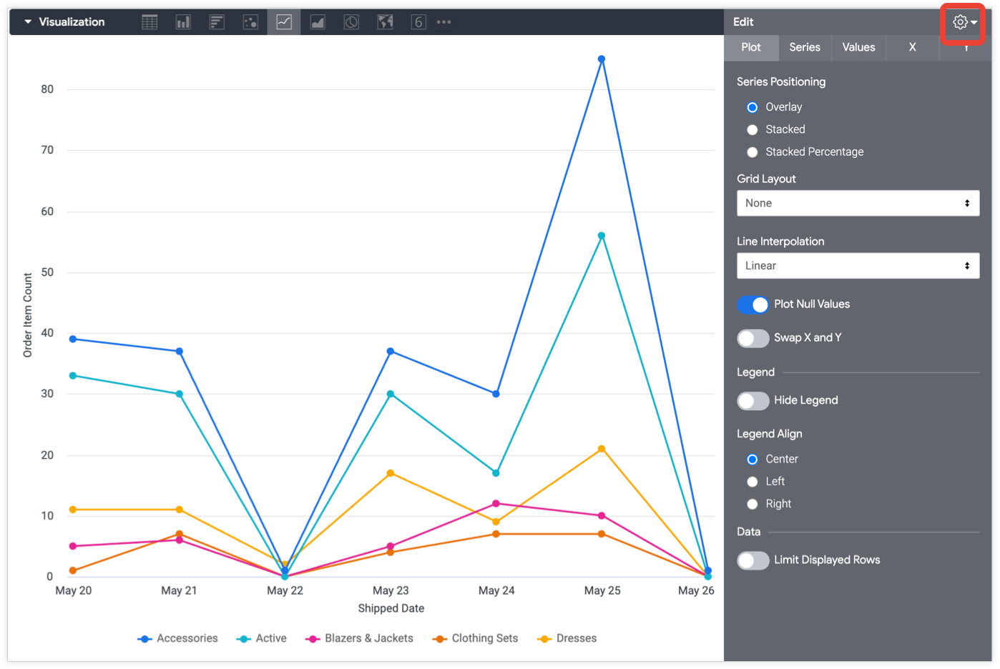 Visualization
6
Edit
Plot Series Values X Y
Series Positioning
Overlay
Stacked
Stacked Percentage
Grid Layout
None
Line Interpolation
Linear
Plot Null Values
Swap X and Y
Legend
Hide Legend
Legend Align
Center
Left
Right
Data
Limit Displayed Rows
Order Item Count
80
70
60
50
40
30
20
10
0
May 20 May 21 May 22 May 23 May 24 May 25 May 26
Shipped Date
Accessories Active Blazers & Jackets Clothing Sets Dresses